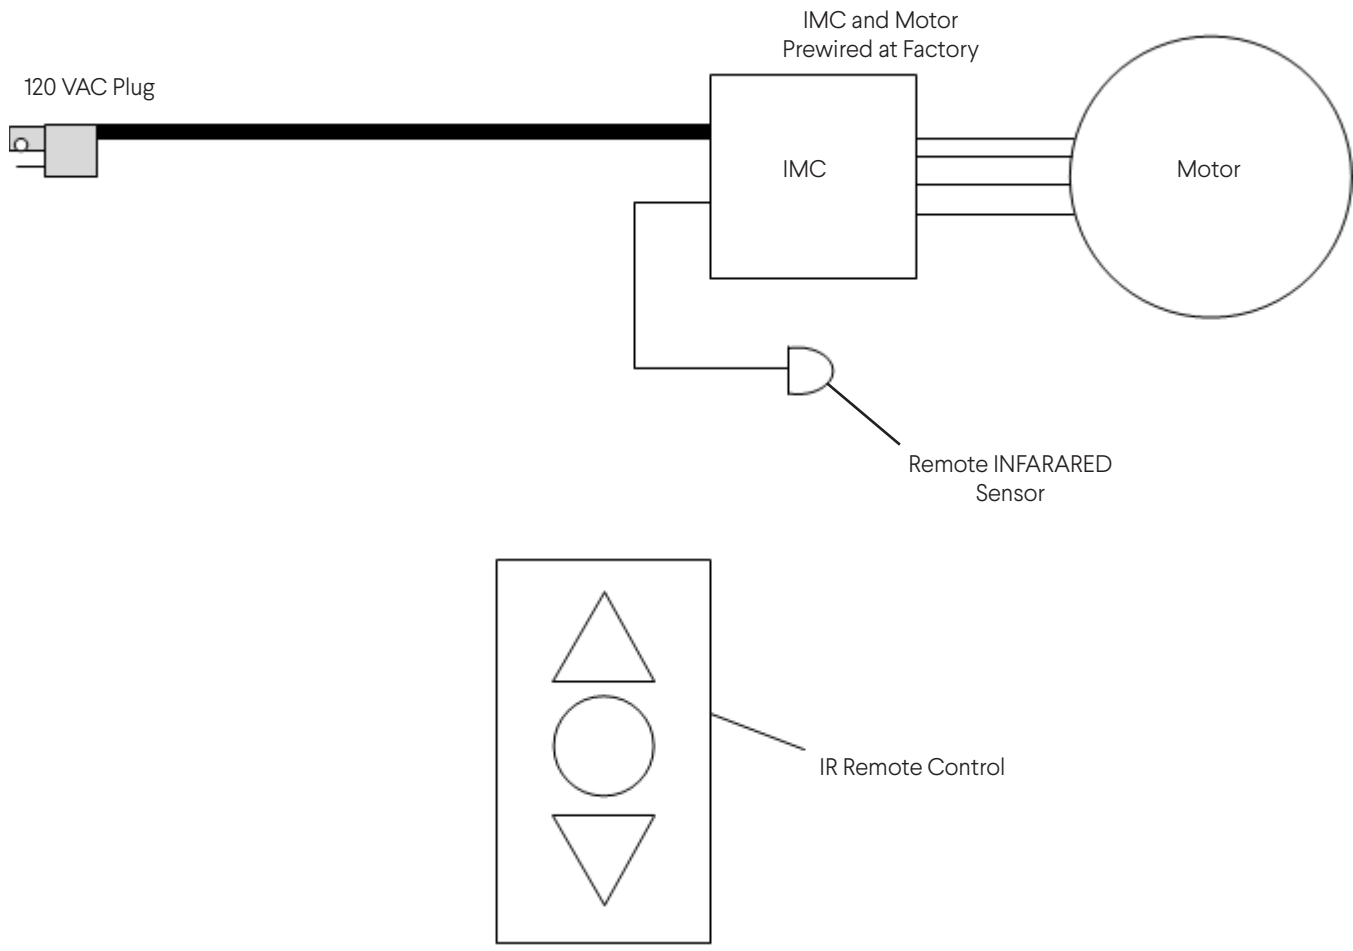 IMC and Motor
Prewired at Factory
120 VAC Plug
IMC
Motor
Remote INFARARED
Sensor
IR Remote Control